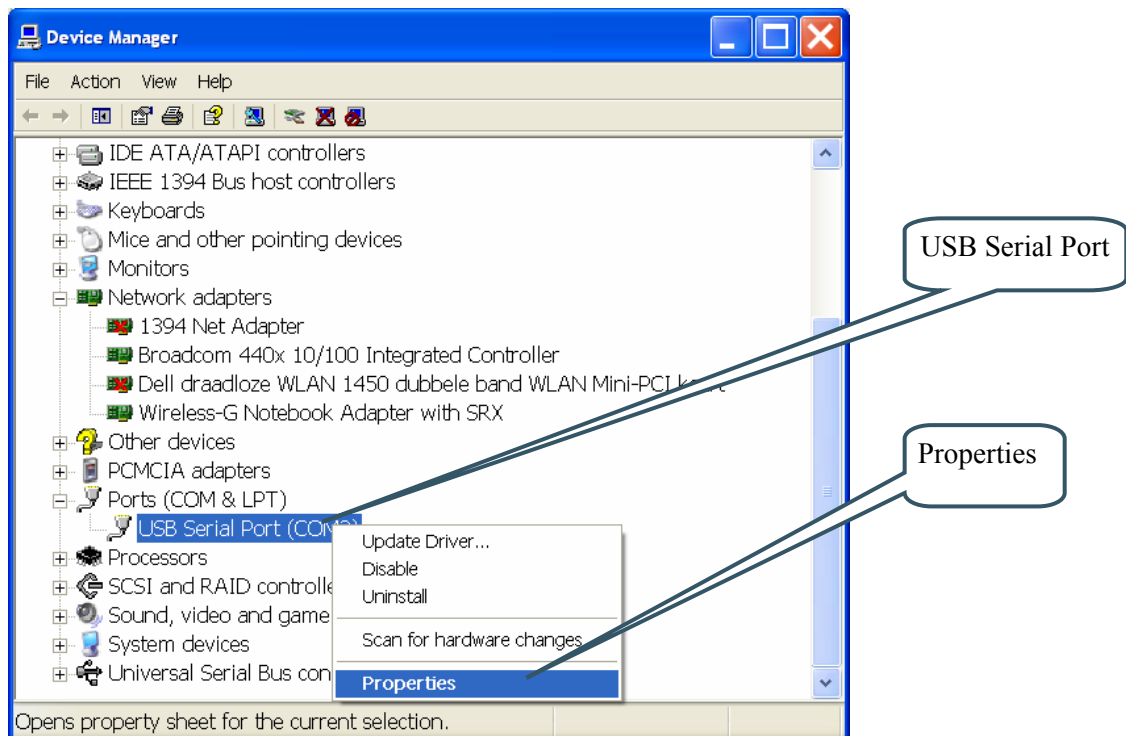 Device Manager
File Action View Help
IDE ATA/ATAPI controllers
IEEE 1394 Bus host controllers
Keyboards
Mice and other pointing devices
Monitors
Network adapters
1394 Net Adapter
Broadcom 440x 10/100 Integrated Controller
Dell draadloze WLAN 1450 dubbele band WLAN Mini-PCI
Wireless-G Notebook Adapter with SRX
Other devices
PCMCIA adapters
Ports (COM & LPT)
USB Serial Port
Processors
SCSI and RAID controlle
Sound, video and game
System devices
Universal Serial Bus con
Update Driver...
Disable
Uninstall
Scan for hardware changes
Properties
Opens property sheet for the current selection.
USB Serial Port
Properties